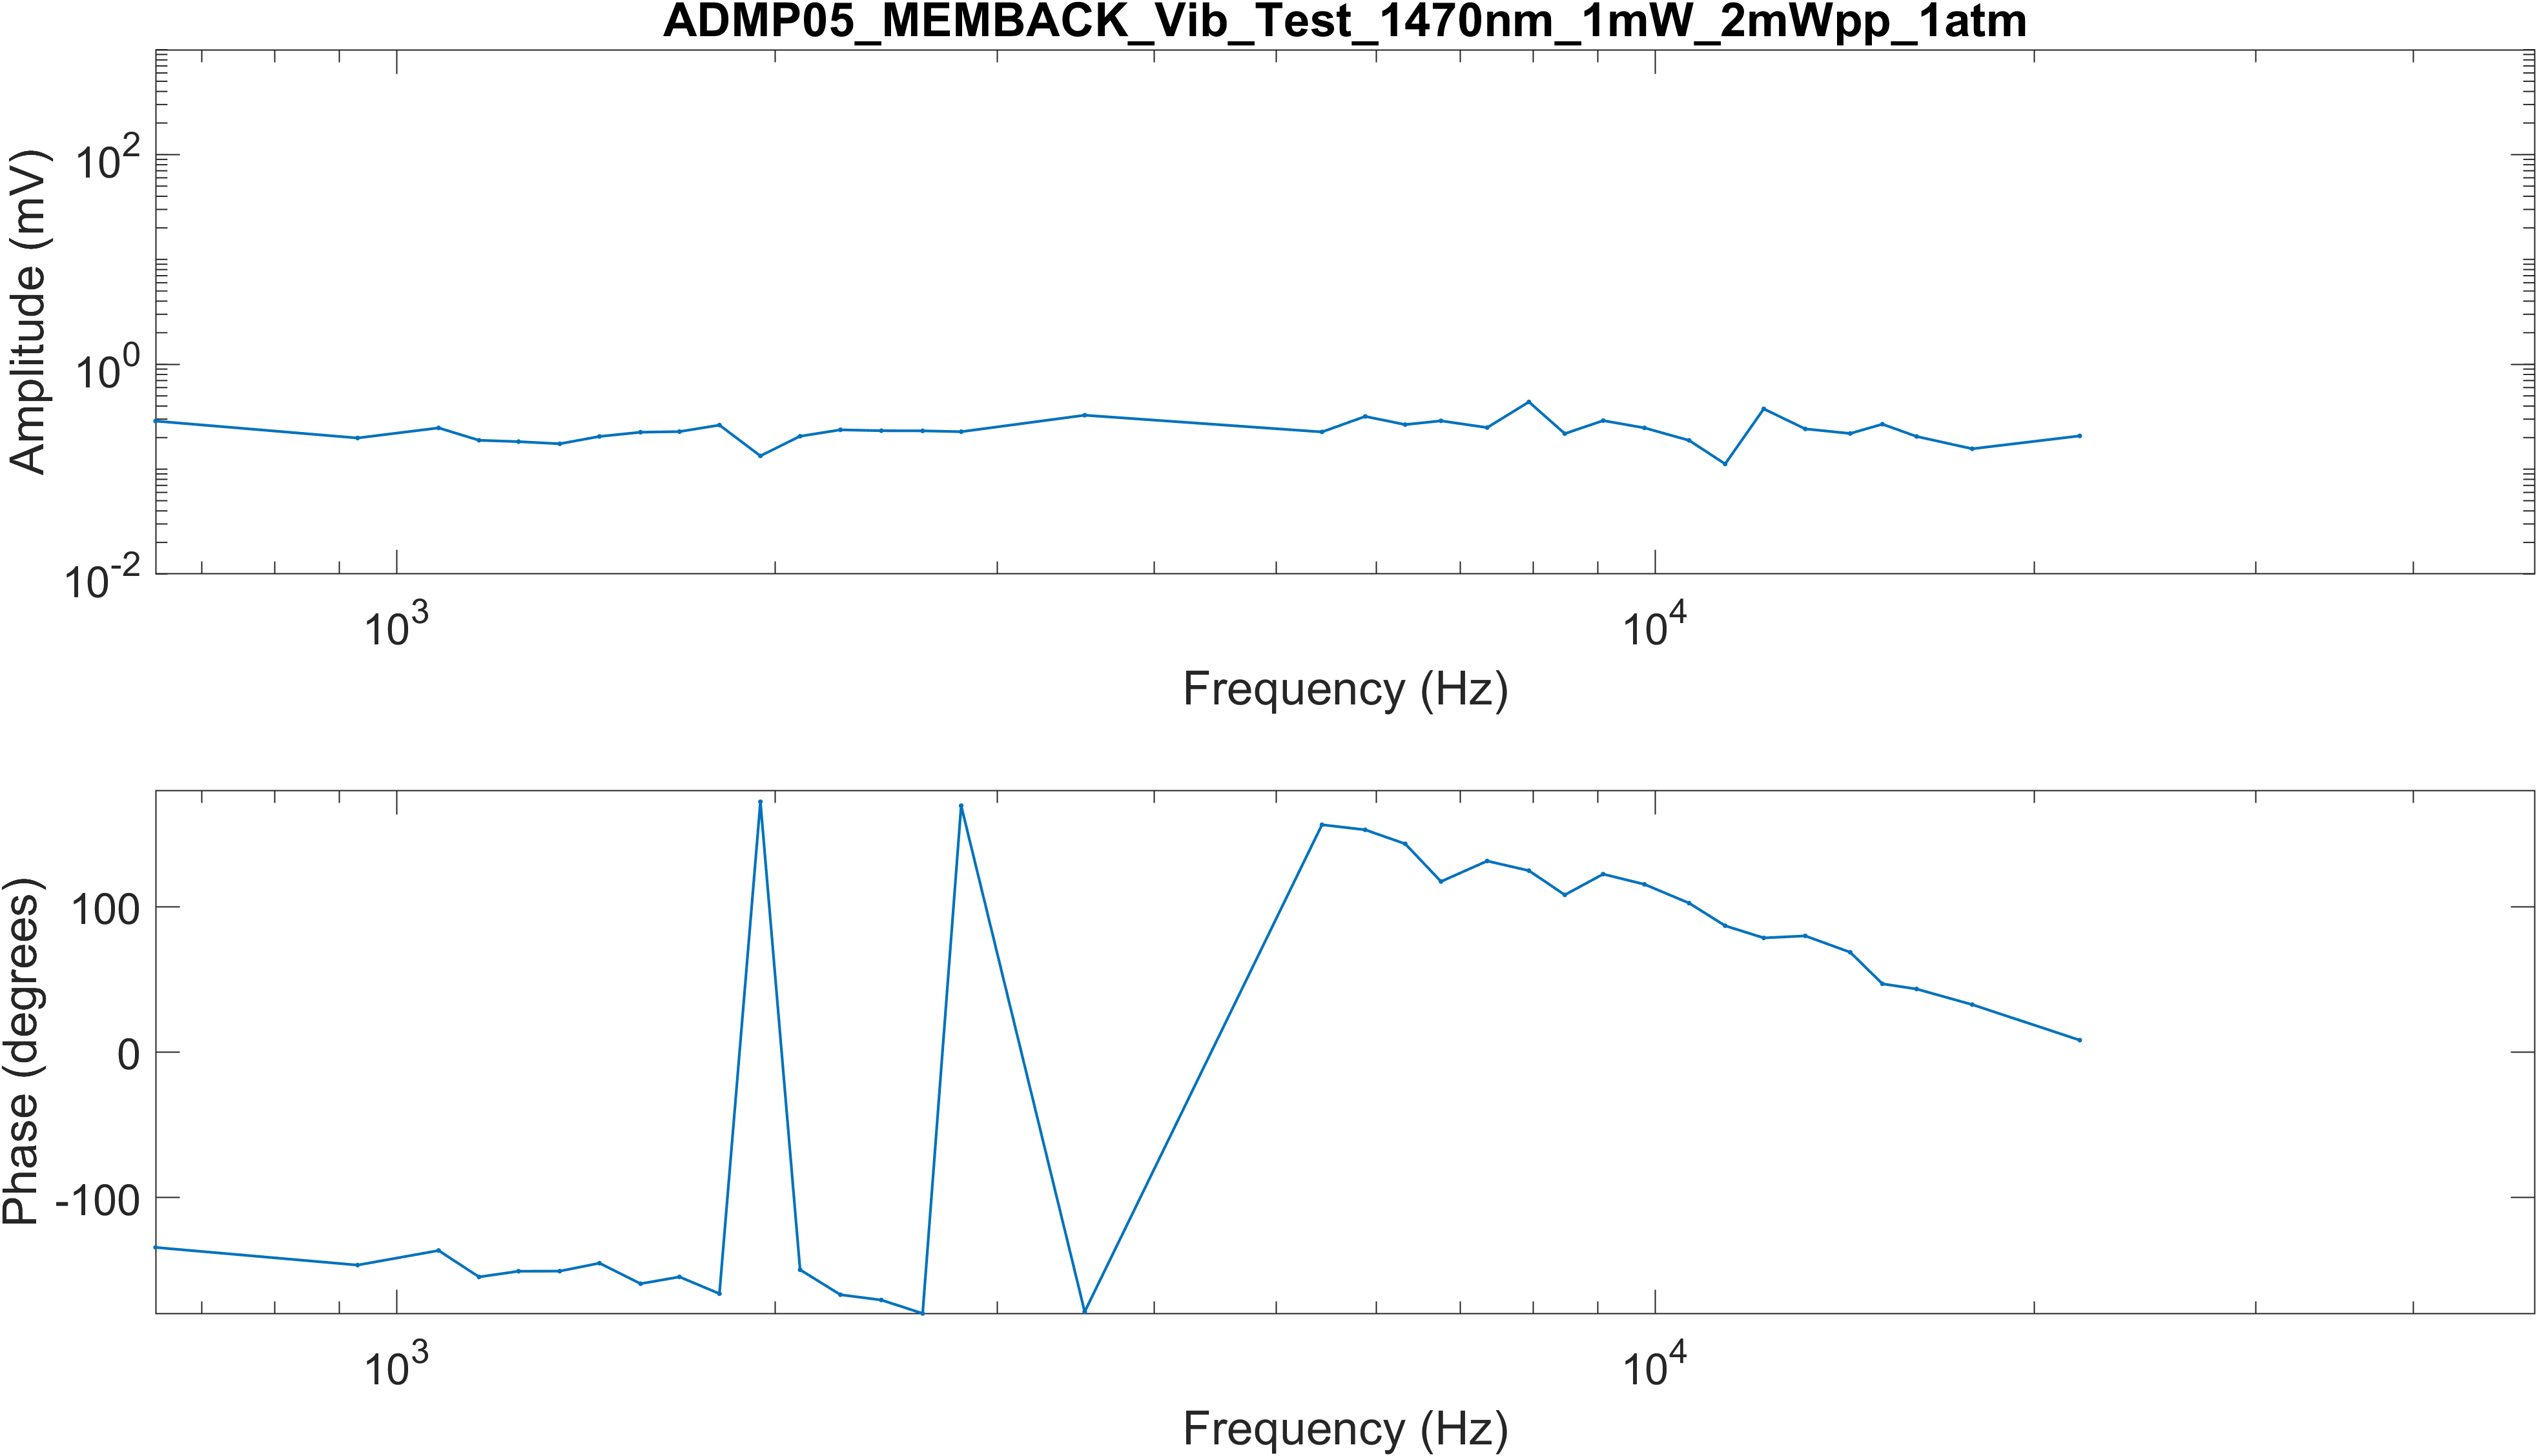 ADMP05_MEMBACK_Vib_Test_1470nm_1mW_2mWpp_1atm
Amplitude (mV)
10^2
10^0
10^-2
10^3
10^4
Frequency (Hz)
Phase (degrees)
100
0
-100
10^3
10^4
Frequency (Hz)